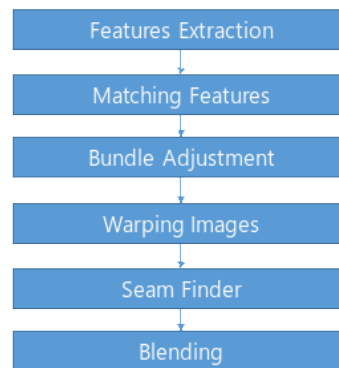 Features Extraction
Matching Features
Bundle Adjustment
Warping Images
Seam Finder
Blending